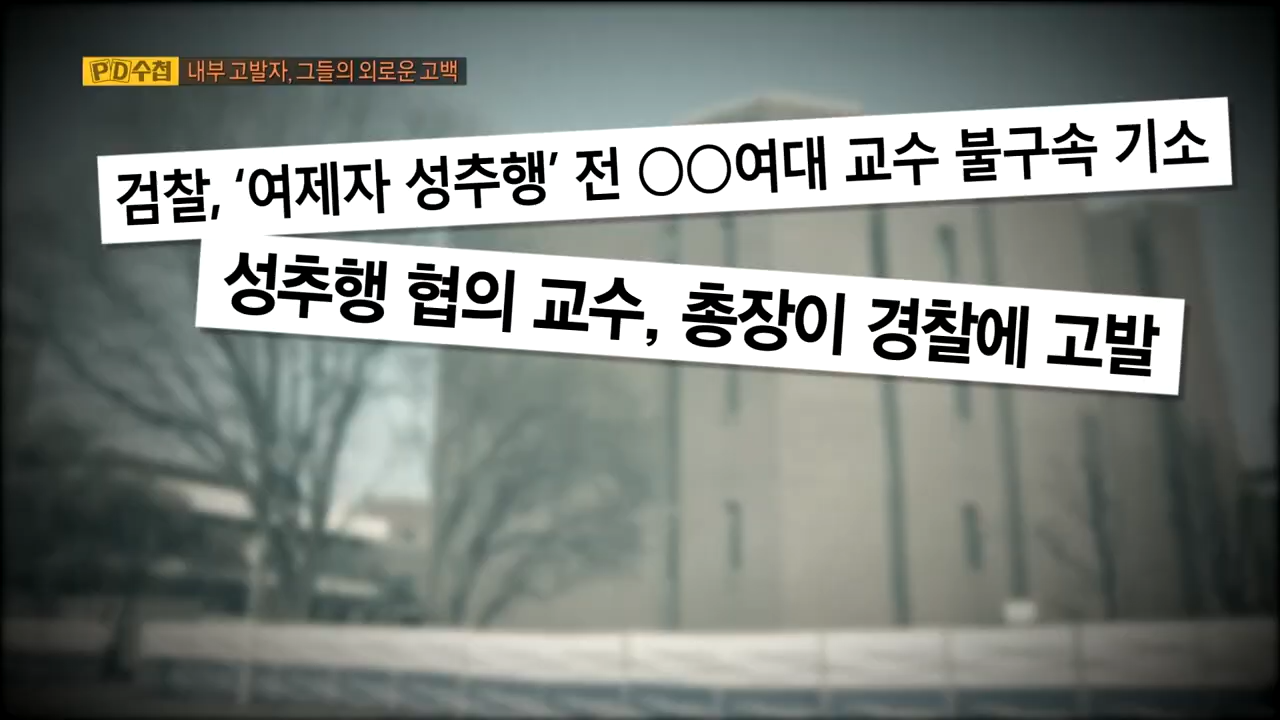 PD수첩 내부 고발자, 그들의 외로운 고백
검찰, ‘여제자 성추행’ 전 ○○여대 교수 불구속 기소
성추행 협의 교수, 총장이 경찰에 고발